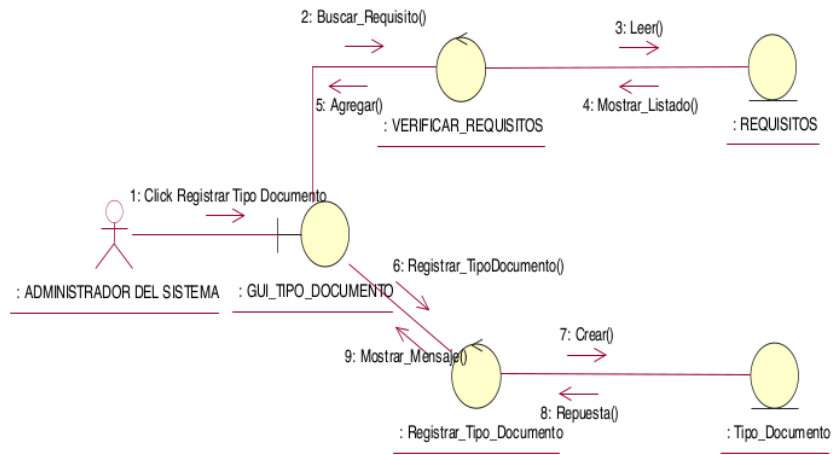 2: Buscar_Requisito()
3: Leer()
5: Agregar()
4: Mostrar_Listado()
: VERIFICAR_REQUISITOS
: REQUISITOS
1: Click Registrar Tipo Documento
6: Registrar_TipoDocumento()
: ADMINISTRADOR DEL SISTEMA
: GUI_TIPO_DOCUMENTO
7: Crear()
9: Mostrar_Mensaje()
8: Repuesta()
: Registrar_Tipo_Documento
: Tipo_Documento